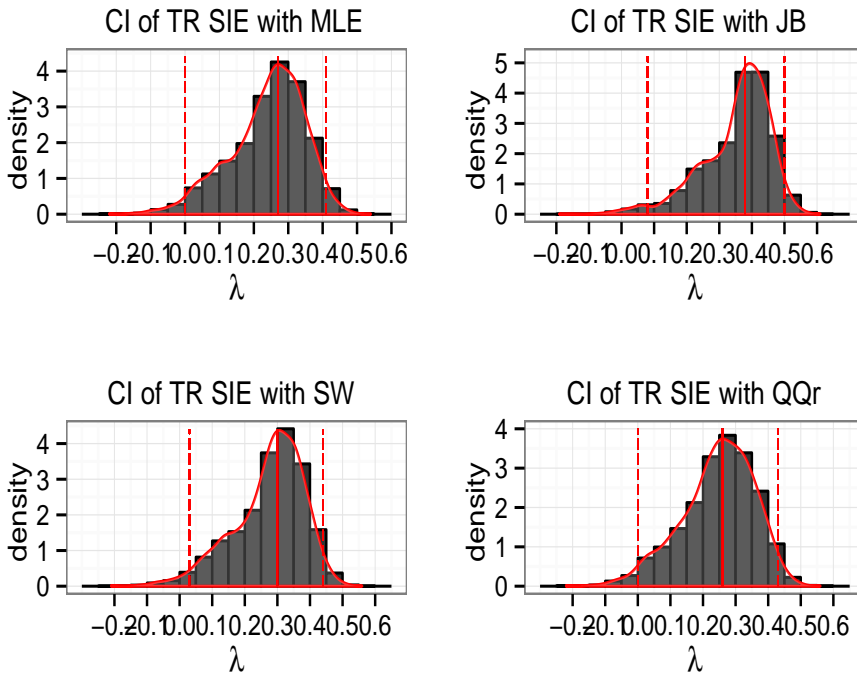 CI of TR SIE with MLE
density
4
3
2
1
0
−0.2 −0.1 0.0 0.1 0.2 0.3 0.4 0.5 0.6
λ
CI of TR SIE with JB
density
5
4
3
2
1
0
−0.2 −0.1 0.0 0.1 0.2 0.3 0.4 0.5 0.6
λ
CI of TR SIE with SW
density
4
3
2
1
0
−0.2 −0.1 0.0 0.1 0.2 0.3 0.4 0.5 0.6
λ
CI of TR SIE with QQr
density
4
3
2
1
0
−0.2 −0.1 0.0 0.1 0.2 0.3 0.4 0.5 0.6
λ